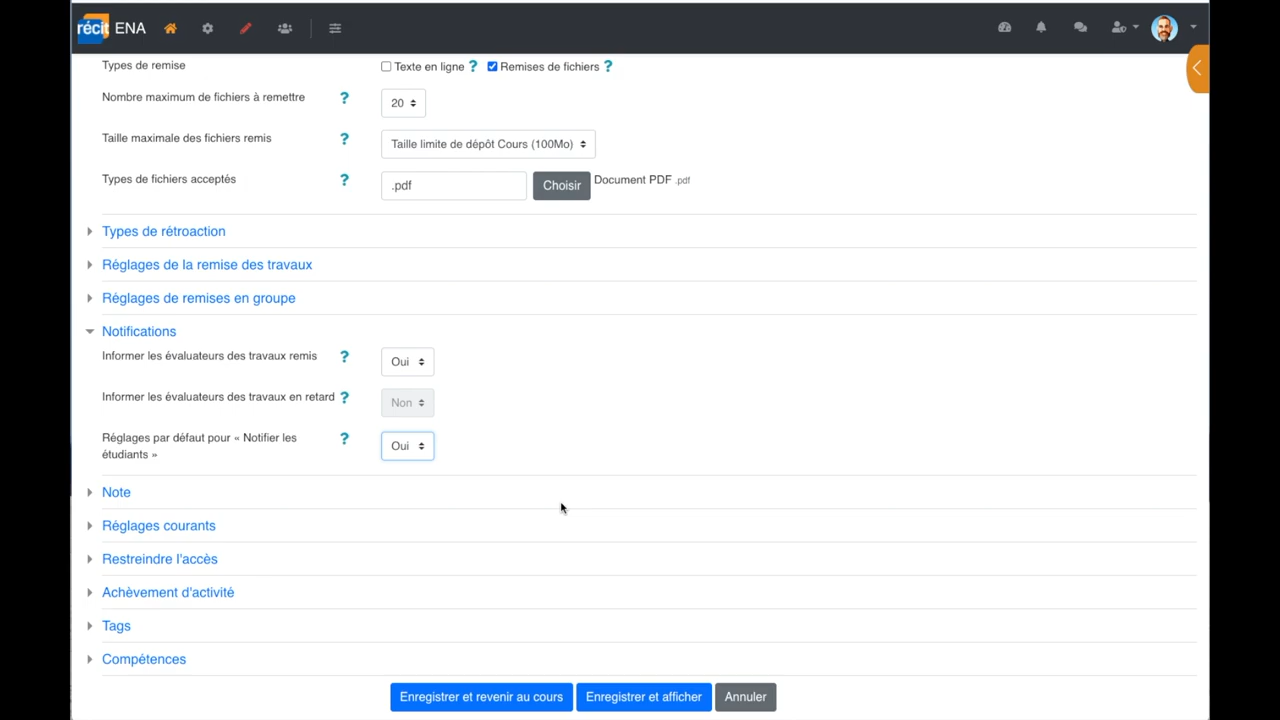 récit ENA
Types de remise
Texte en ligne ? Remises de fichiers ?
Nombre maximum de fichiers à remettre ? 20
Taille maximale des fichiers remis ? Taille limite de dépôt Cours (100Mo)
Types de fichiers acceptés ? .pdf Choisir Document PDF .pdf
Types de rétroaction
Réglages de la remise des travaux
Réglages de remises en groupe
Notifications
Informer les évaluateurs des travaux remis ? Oui
Informer les évaluateurs des travaux en retard ? Non
Réglages par défaut pour « Notifier les
étudiants » ? Oui
Note
Réglages courants
Restreindre l'accès
Achèvement d'activité
Tags
Compétences
Enregistrer et revenir au cours Enregistrer et afficher Annuler